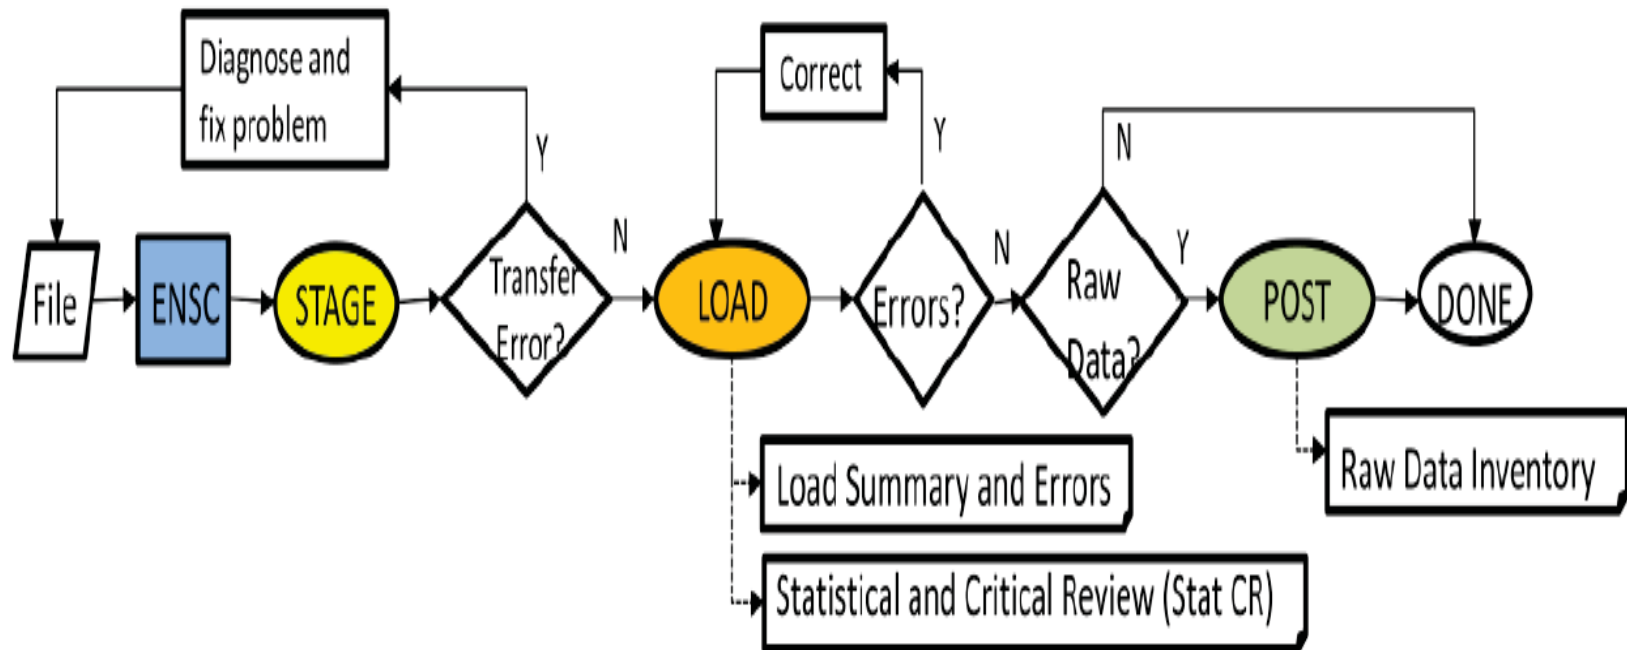 Diagnose and
fix problem
Correct
Y
Y
N
N
N
Y
File
ENSC
STAGE
Transfer
Error?
LOAD
Errors?
Raw
Data?
POST
DONE
Load Summary and Errors
Raw Data Inventory
Statistical and Critical Review (Stat CR)